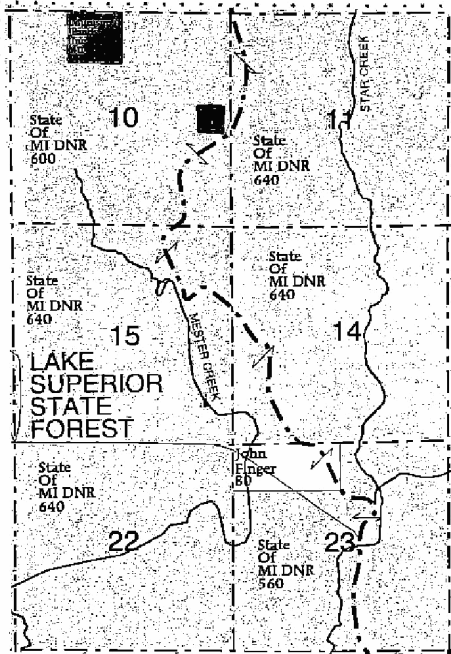 10
State
Of
MI DNR
600
11
STAR CREEK
State
Of
MI DNR
640
State
Of
MI DNR
640
15
MESTER CREEK
State
Of
MI DNR
640
14
LAKE
SUPERIOR
STATE
FOREST
State
Of
MI DNR
640
22
John
Finger
80
State
Of
MI DNR
560
23